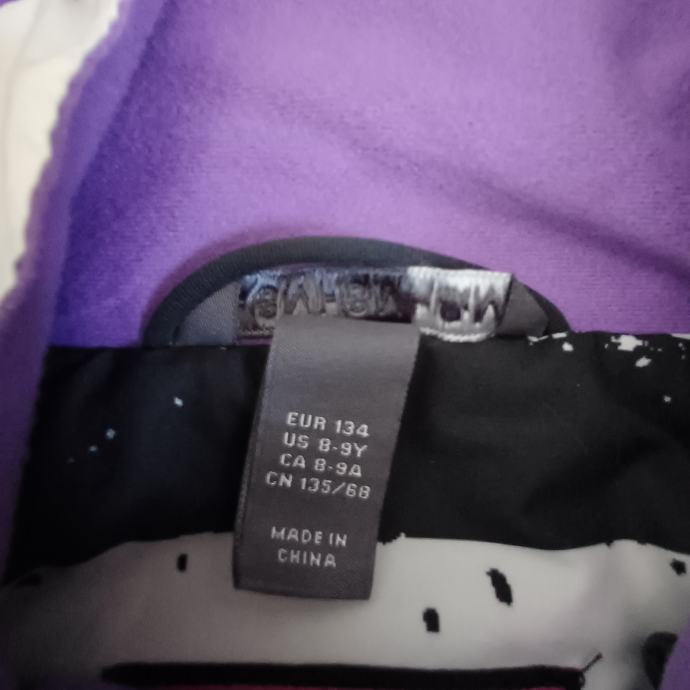 EUR 134
US 8-9Y
CA 8-9A
CN 135/68
MADE IN
CHINA